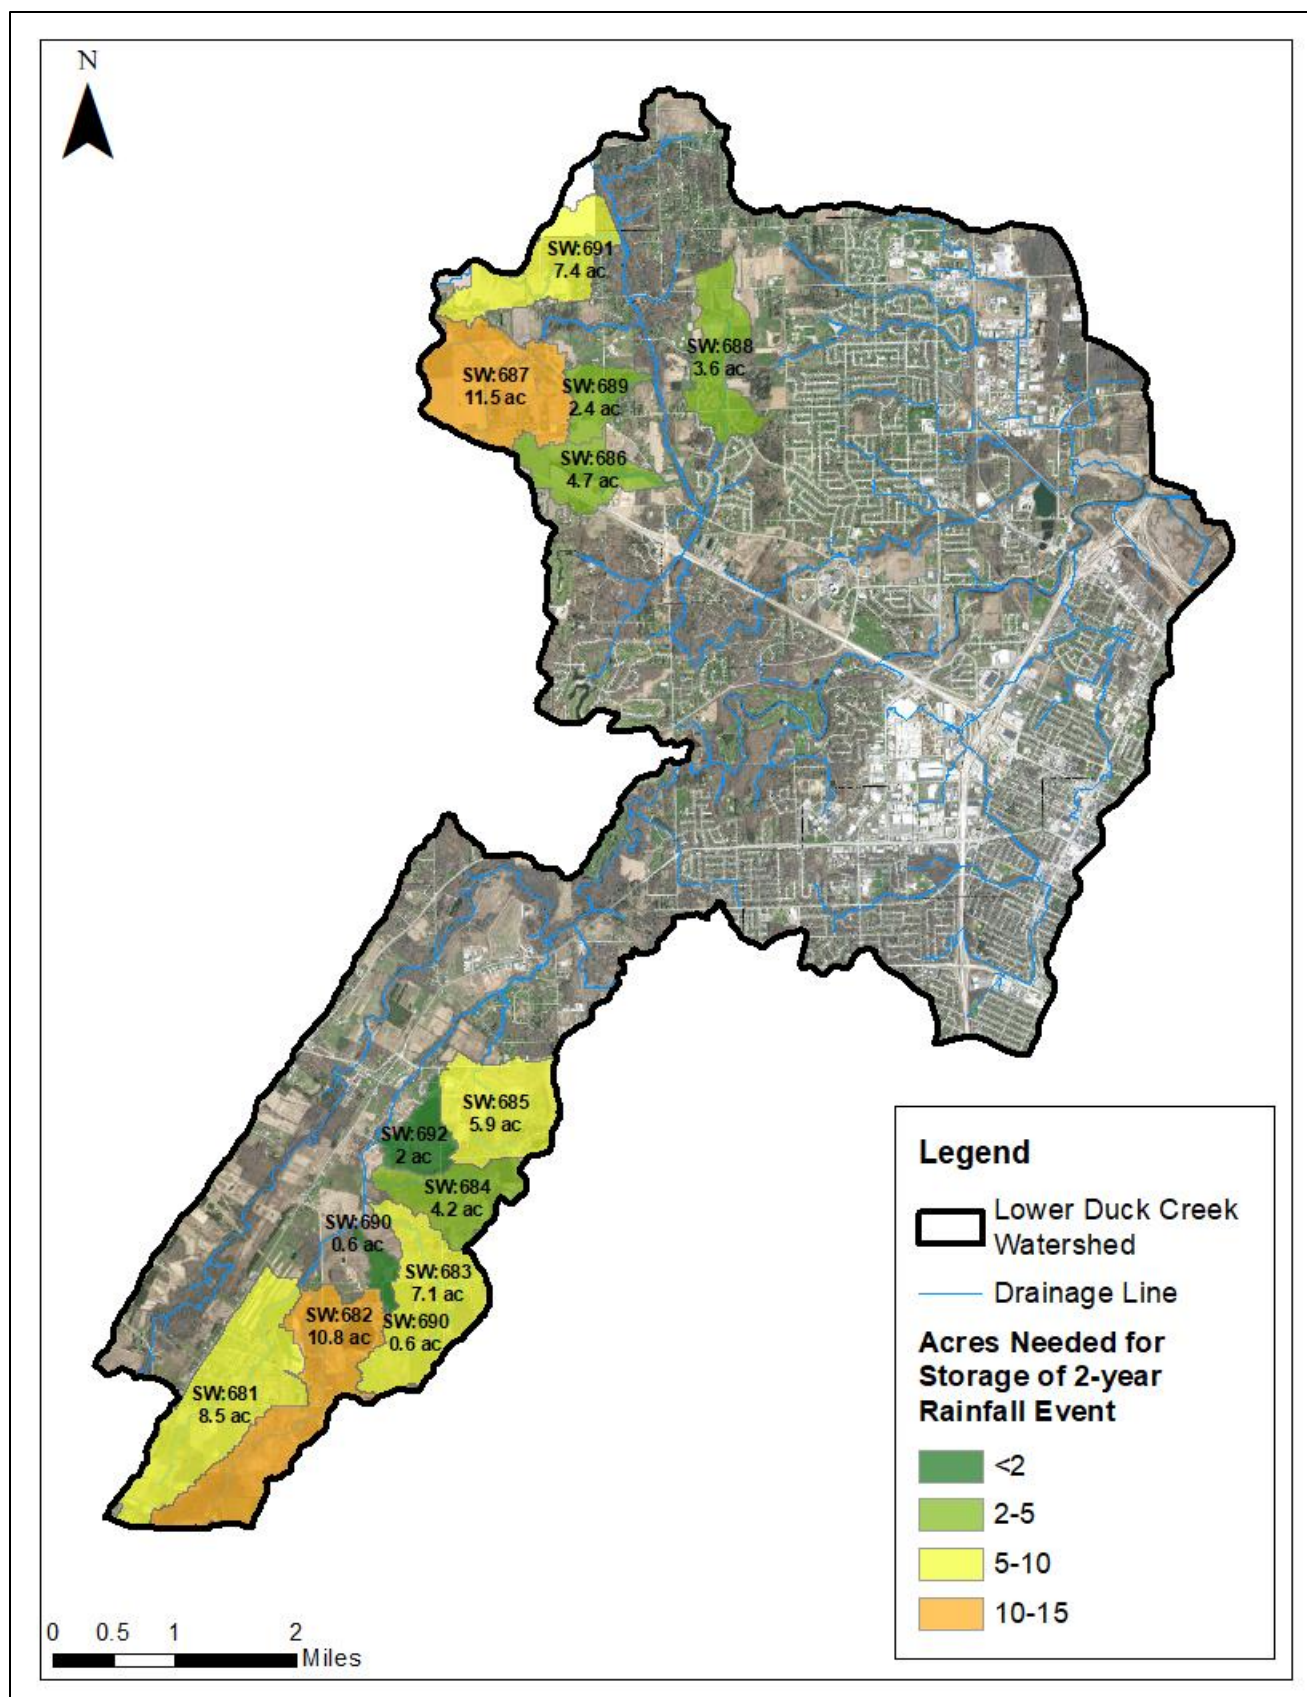 N
SW:691
7.4 ac
SW:688
3.6 ac
SW:687
11.5 ac
SW:689
2.4 ac
SW:686
4.7 ac
SW:685
5.9 ac
SW:692
2 ac
SW:684
4.2 ac
SW:690
0.6 ac
SW:683
7.1 ac
SW:682
10.8 ac
SW:690
0.6 ac
SW:681
8.5 ac
Legend
Lower Duck Creek
Watershed
Drainage Line
Acres Needed for
Storage of 2-year
Rainfall Event
<2
2-5
5-10
10-15
0 0.5 1 2
Miles